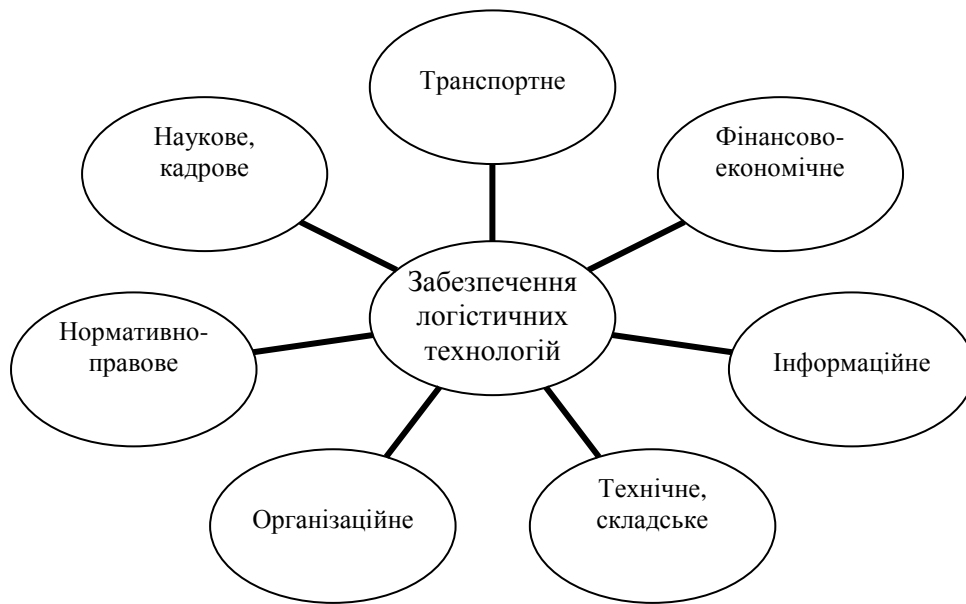 Транспортне
Наукове,
кадрове
Фінансово-
економічне
Забезпечення
логістичних
технологій
Нормативно-
правове
Інформаційне
Організаційне
Технічне,
складське